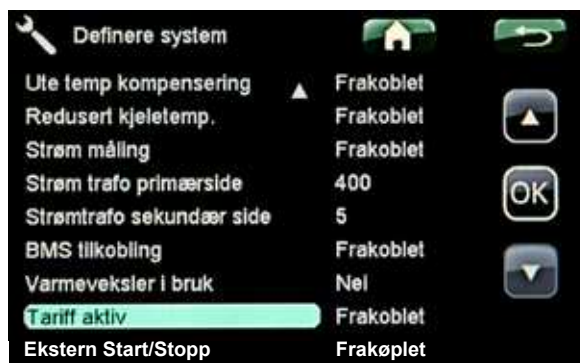 Definere system
Ute temp kompensering Frakoblet
Redusert kjeletemp. Frakoblet
Strøm måling Frakoblet
Strøm trafo primærside 400
Strømtrafo sekundær side 5
BMS tilkobling Frakoblet
Varmeveksler i bruk Nei
Tariff aktiv Frakoblet
Ekstern Start/Stopp Frakøplet
OK